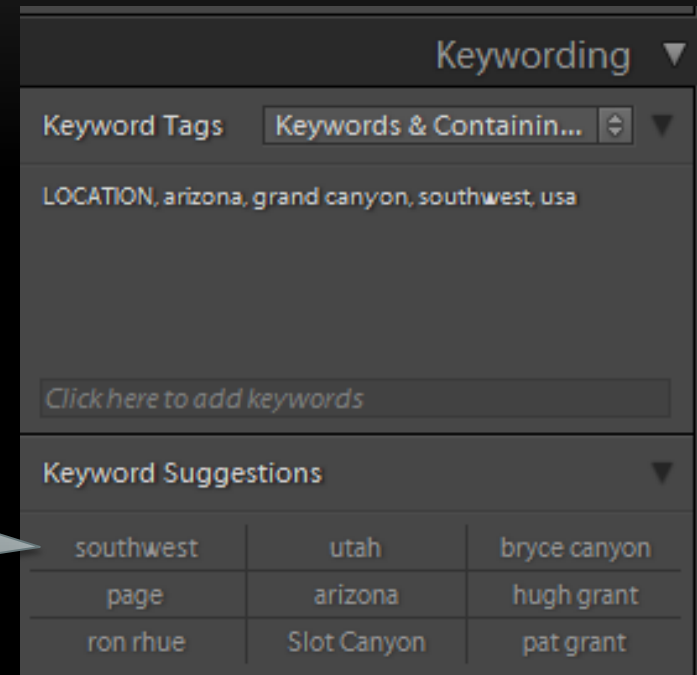 Keywording
Keyword Tags Keywords & Containin...
LOCATION, arizona, grand canyon, southwest, usa
Click here to add keywords
Keyword Suggestions
southwest utah bryce canyon
page arizona hugh grant
ron rhue Slot Canyon pat grant